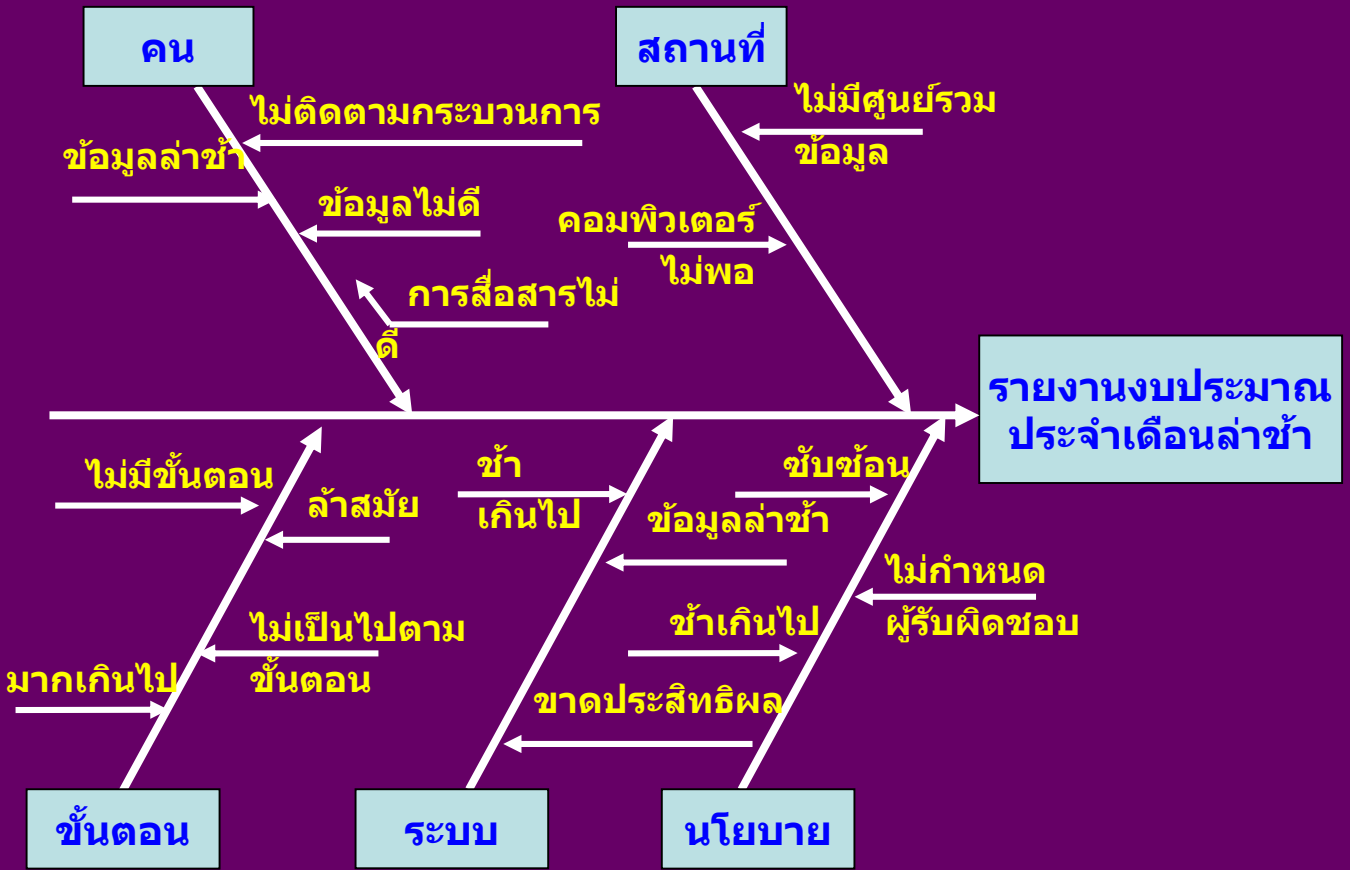 คน
สถานที่
ไม่ติดตามกระบวนการ
ข้อมูลล่าช้า
ข้อมูลไม่ดี
การสื่อสารไม่
ดี
ไม่มีศูนย์รวม
ข้อมูล
คอมพิวเตอร์
ไม่พอ
รายงานงบประมาณ
ประจำเดือนล่าช้า
ไม่มีขั้นตอน
ล้าสมัย
ไม่เป็นไปตาม
ขั้นตอน
มากเกินไป
ช้า
เกินไป
ข้อมูลล่าช้า
ขาดประสิทธิผล
ซับซ้อน
ไม่กำหนด
ผู้รับผิดชอบ
ช้าเกินไป
ขั้นตอน
ระบบ
นโยบาย